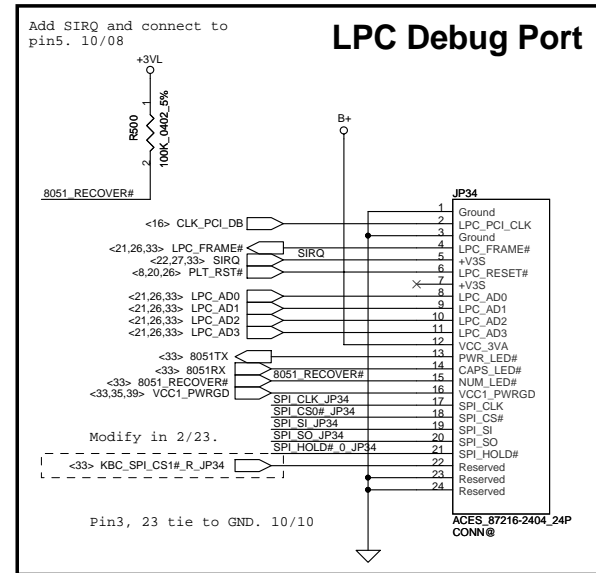 Add SIRQ and connect to
pin5. 10/08
LPC Debug Port
+3VL
1
R500
100K_0402_5%
2
8051_RECOVER#
B+
JP34
<16> CLK_PCI_DB
<21,26,33> LPC_FRAME#
SIRQ
<22,27,33> SIRQ
<8,20,26> PLT_RST#
<21,26,33> LPC_AD0
<21,26,33> LPC_AD1
<21,26,33> LPC_AD2
<21,26,33> LPC_AD3
<33> 8051TX
<33> 8051RX
8051_RECOVER#
<33> 8051_RECOVER#
<33,35,39> VCC1_PWRGD
SPI_CLK_JP34
SPI_CS0#_JP34
SPI_SI_JP34
SPI_SO_JP34
SPI_HOLD#_0_JP34
Modify in 2/23.
<33> KBC_SPI_CS1#_R_JP34
Pin3, 23 tie to GND. 10/10
1 Ground
2 LPC_PCI_CLK
3 Ground
4 LPC_FRAME#
5 +V3S
6 LPC_RESET#
7 +V3S
8 LPC_AD0
9 LPC_AD1
10 LPC_AD2
11 LPC_AD3
12 VCC_3VA
13 PWR_LED#
14 CAPS_LED#
15 NUM_LED#
16 VCC1_PWRGD
17 SPI_CLK
18 SPI_CS#
19 SPI_SI
20 SPI_SO
21 SPI_HOLD#
22 Reserved
23 Reserved
24 Reserved
ACES_87216-2404_24P
CONN@